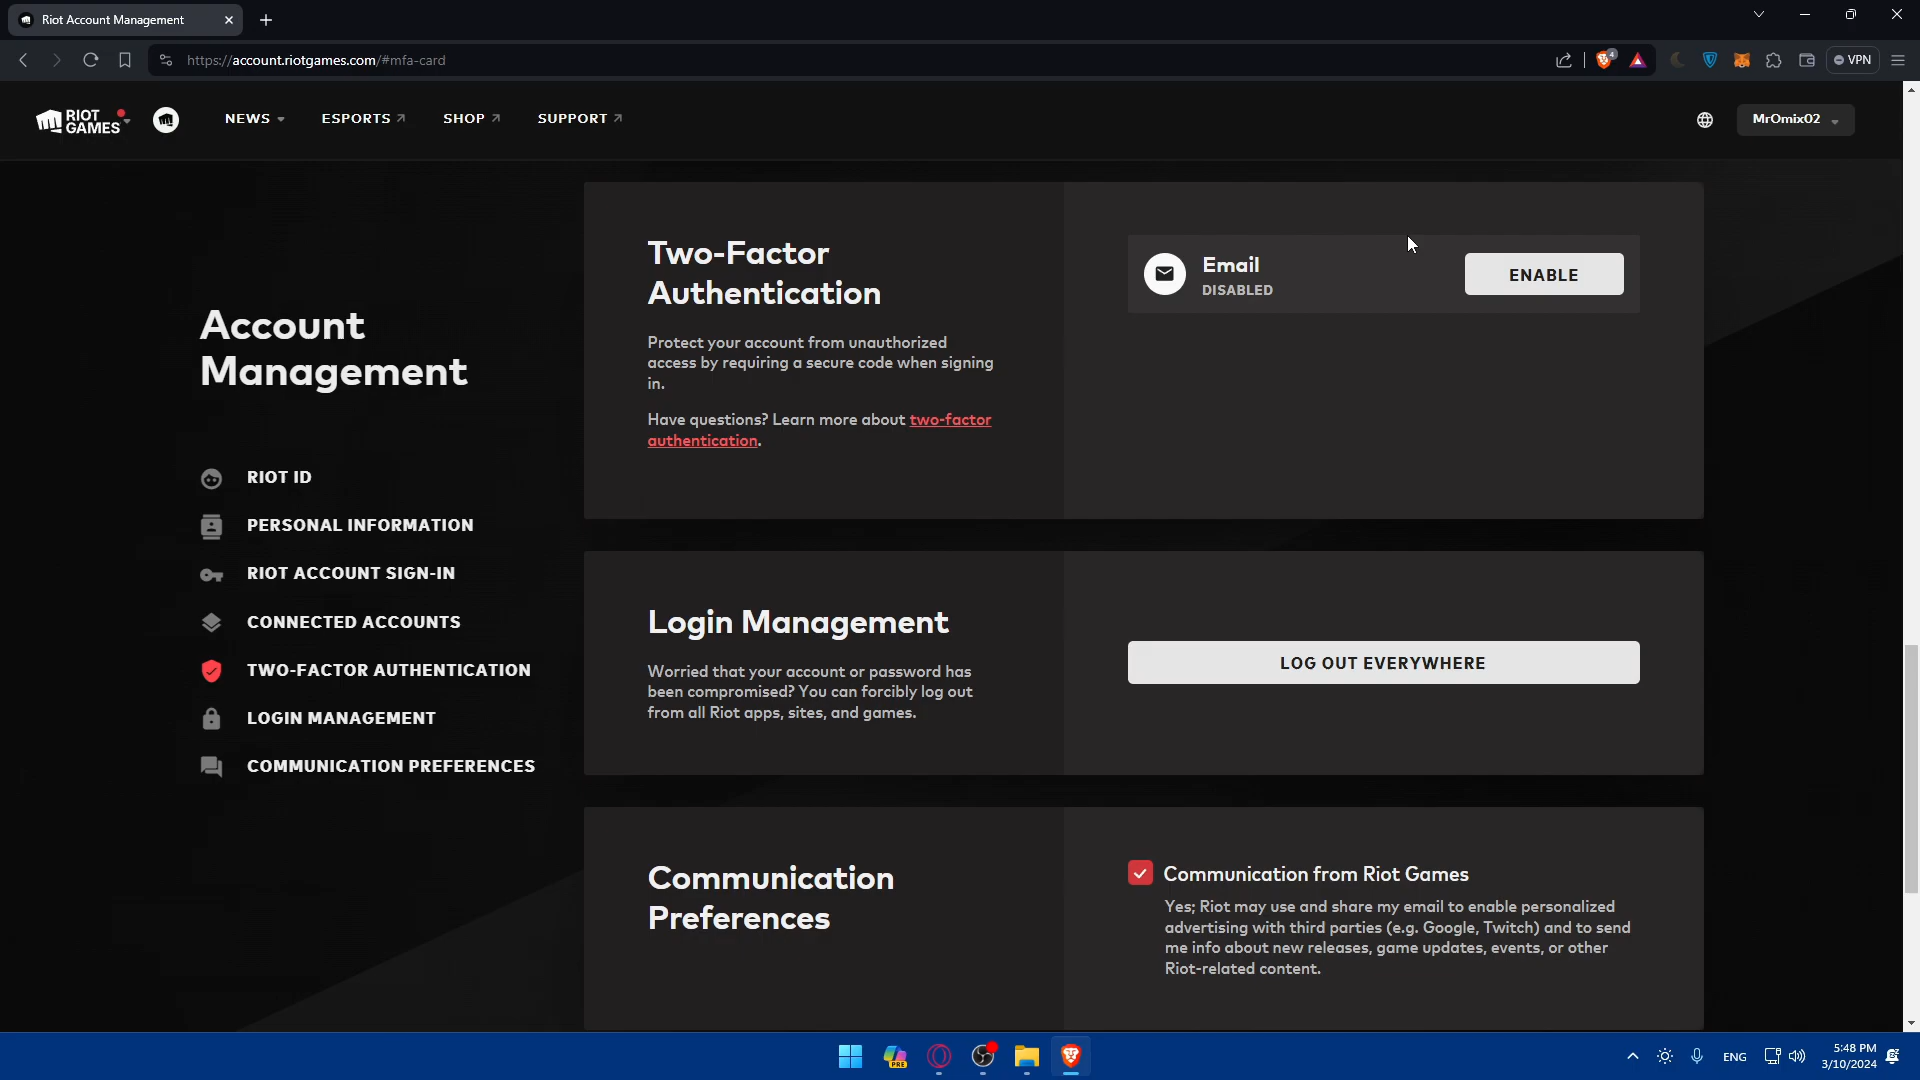 Riot Account Management
https://account.riotgames.com/#mfa-card
4
VPN
RIOT
GAMES
NEWS
ESPORTS
SHOP
SUPPORT
MrOmix02
Account
Management
RIOT ID
PERSONAL INFORMATION
RIOT ACCOUNT SIGN-IN
CONNECTED ACCOUNTS
TWO-FACTOR AUTHENTICATION
LOGIN MANAGEMENT
COMMUNICATION PREFERENCES
Two-Factor
Authentication
Protect your account from unauthorized
access by requiring a secure code when signing
in.
Have questions? Learn more about two-factor
authentication.
Email
DISABLED
ENABLE
Login Management
Worried that your account or password has
been compromised? You can forcibly log out
from all Riot apps, sites, and games.
LOG OUT EVERYWHERE
Communication
Preferences
Communication from Riot Games
Yes; Riot may use and share my email to enable personalized
advertising with third parties (e.g. Google, Twitch) and to send
me info about new releases, game updates, events, or other
Riot-related content.
PRE
ENG
5:48 PM
3/10/2024